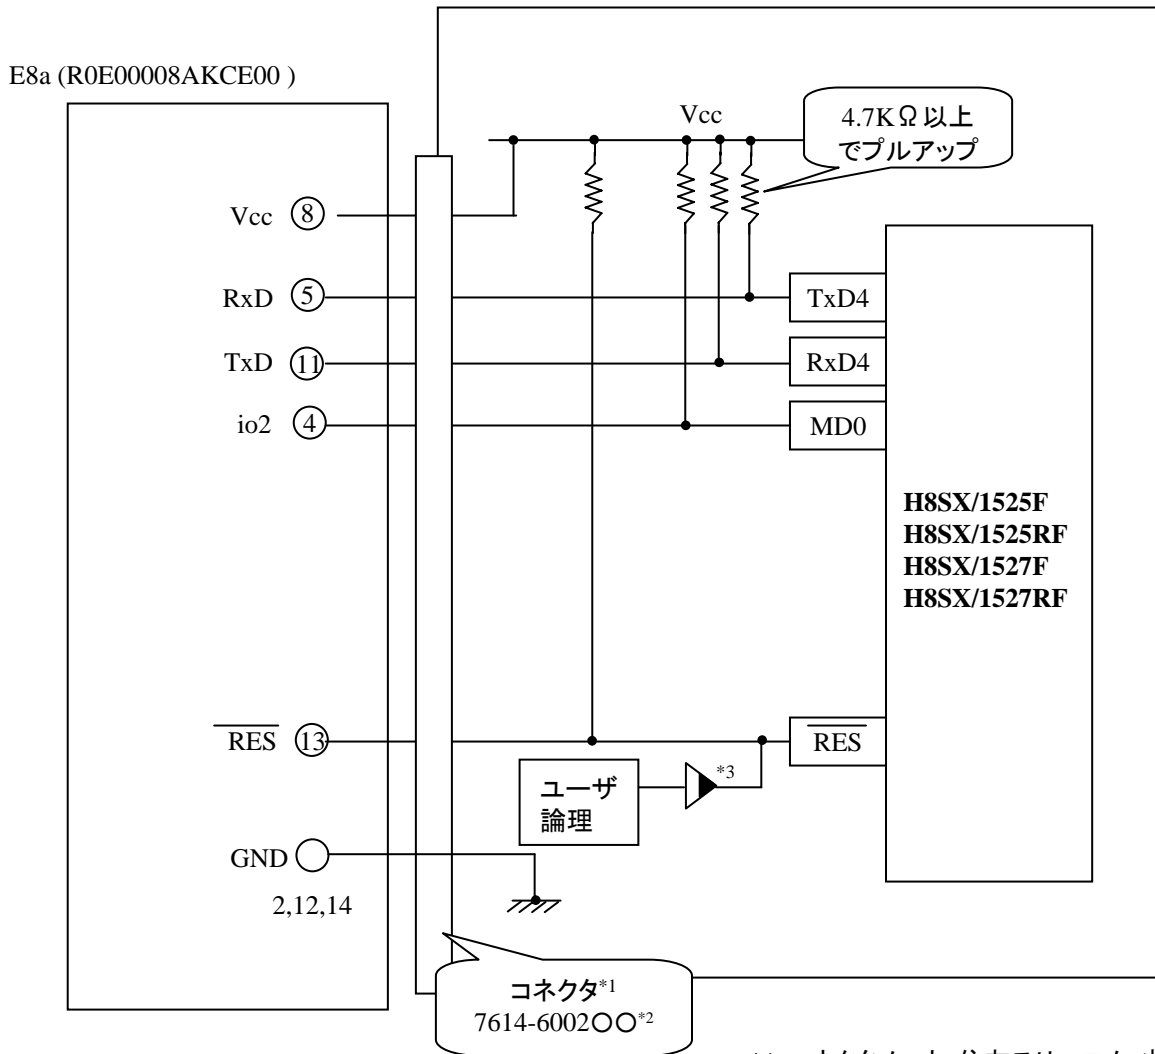 E8a (R0E00008AKCE00 )
Vcc
4.7KΩ以上
でプルアップ
Vcc 8
RxD 5
TxD4
TxD 11
RxD4
io2 4
MD0
H8SX/1525F
H8SX/1525RF
H8SX/1527F
H8SX/1527RF
RES 13
RES
*3
ユーザ
論理
GND
2,12,14
コネクタ*1
7614-6002〇〇*2